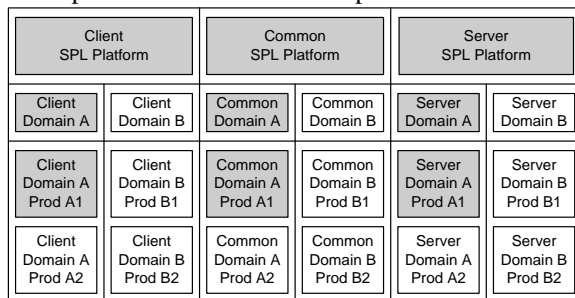 Client
SPL Platform
Common
SPL Platform
Server
SPL Platform
Client
Domain A
Client
Domain B
Common
Domain A
Common
Domain B
Server
Domain A
Server
Domain B
Client
Domain A
Prod A1
Client
Domain B
Prod B1
Common
Domain A
Prod A1
Common
Domain B
Prod B1
Server
Domain A
Prod A1
Server
Domain B
Prod B1
Client
Domain A
Prod A2
Client
Domain B
Prod B2
Common
Domain A
Prod A2
Common
Domain B
Prod B2
Server
Domain A
Prod A2
Server
Domain B
Prod B2